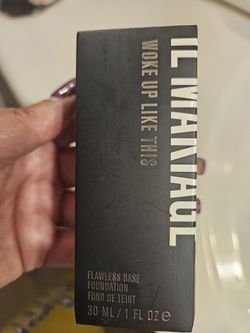 IL MAKIAGE
WOKE UP LIKE THIS
FLAWLESS BASE
FOUNDATION
FOND DE TEINT
30 ML / 1 FL OZ e